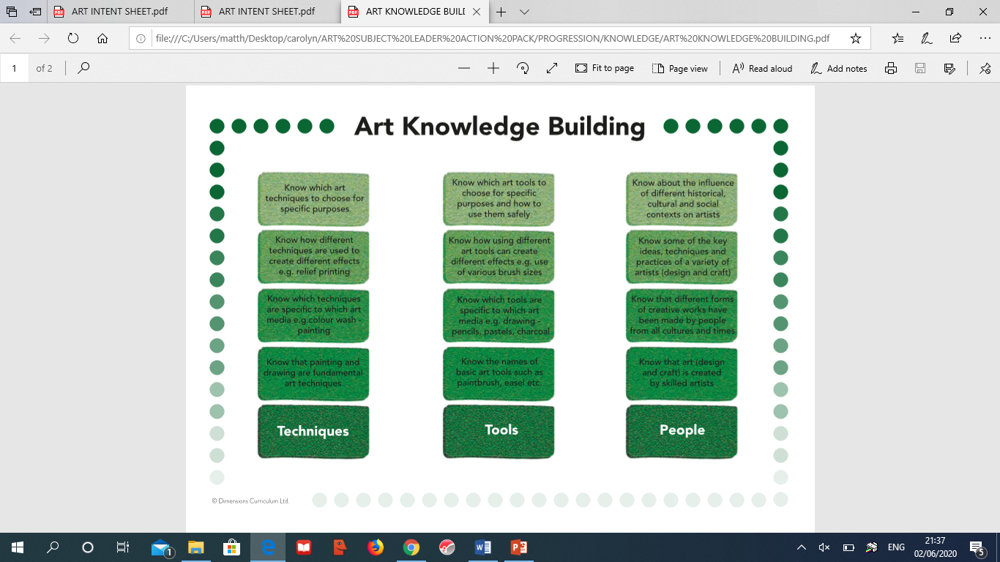 ART INTENT SHEET.pdf
ART INTENT SHEET.pdf
ART KNOWLEDGE BUIL
file:///C:/Users/matth/Desktop/carolyn/ART%20SUBJECT%20LEADER%20ACTION%20PACK/PROGRESSION/KNOWLEDGE/ART%20KNOWLEDGE%20BUILDING.pdf
1 of 2
Fit to page
Page view
Read aloud
Add notes
Art Knowledge Building
Know which art
techniques to choose for
specific purposes
Know how different
techniques are used to
create different effects
e.g. relief printing
Know which techniques
are specific to which art
media e.g.colour wash -
painting
Know that painting and
drawing are fundamental
art techniques
Techniques
Know which art tools to
choose for specific
purposes and how to
use them safely
Know how using different
art tools can create
different effects e.g. use
of various brush sizes
Know which tools are
specific to which art
media e.g. drawing -
pencils, pastels, charcoal
Know the names of
basic art tools such as
paintbrush, easel etc.
Tools
Know about the influence
of different historical,
cultural and social
contexts on artists
Know some of the key
ideas, techniques and
practices of a variety of
artists (design and craft)
Know that different forms
of creative works have
been made by people
from all cultures and times
Know that art (design
and craft) is created
by skilled artists
People
© Dimensions Curriculum Ltd.
1
ENG
21:37
02/06/2020
5